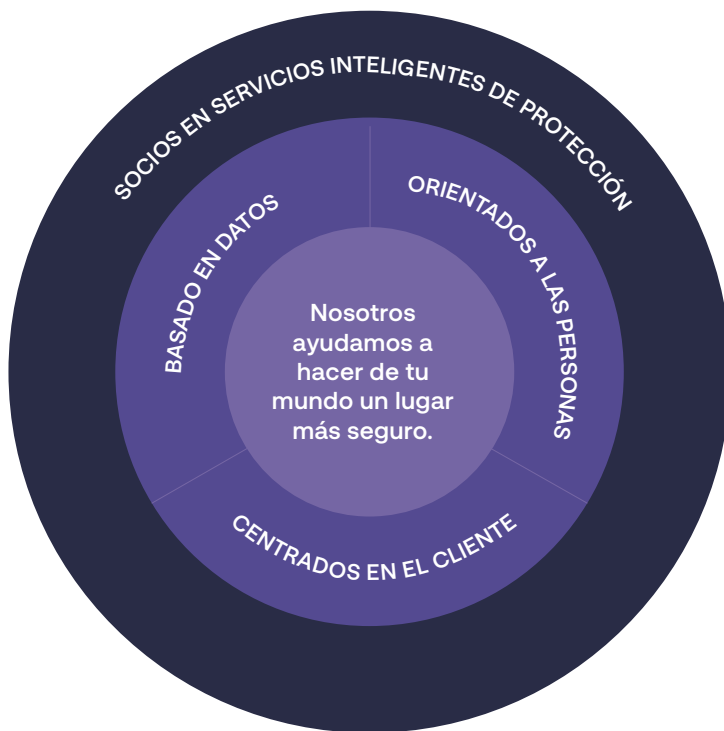 SOCIOS EN SERVICIOS INTELIGENTES DE PROTECCIÓN
BASADO EN DATOS
ORIENTADOS A LAS PERSONAS
Nosotros
ayudamos a
hacer de tu
mundo un lugar
más seguro.
CENTRADOS EN EL CLIENTE